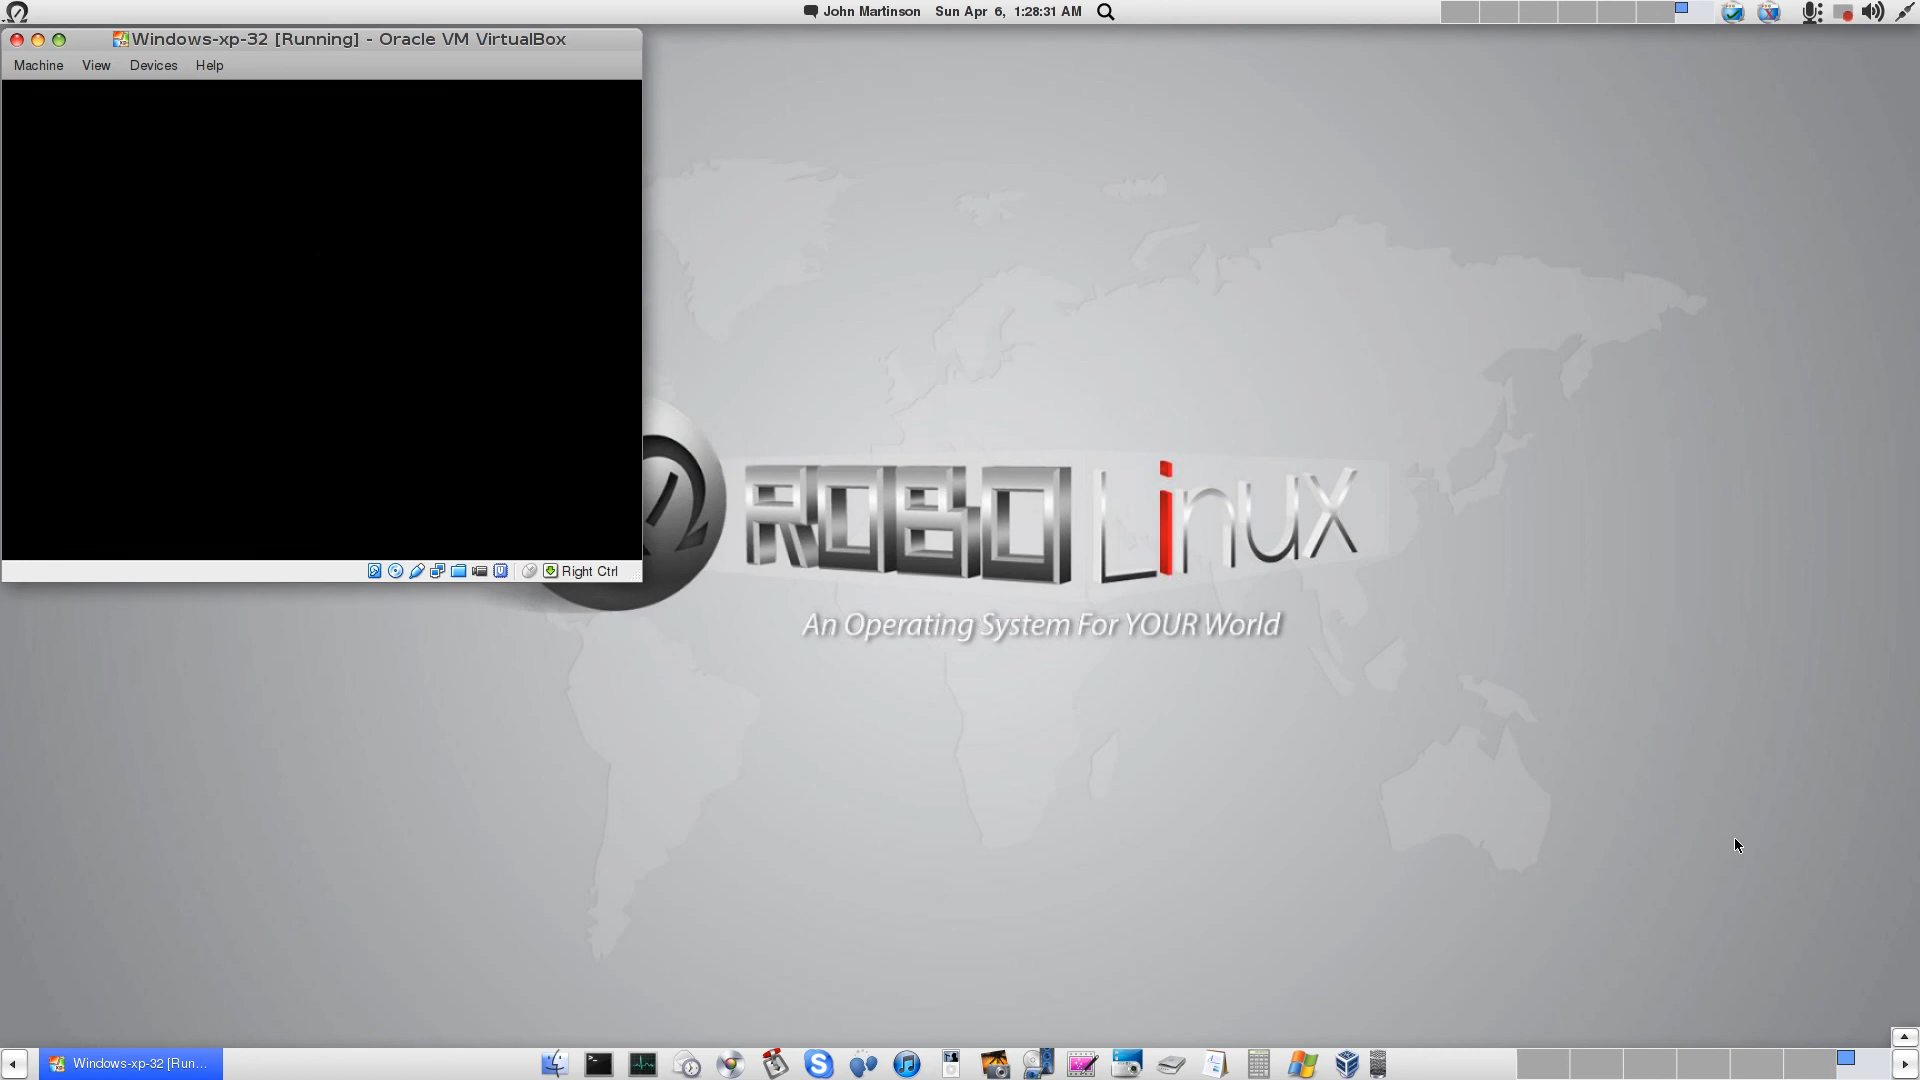 John Martinson Sun Apr 6, 1:28:31 AM
Windows-xp-32 [Running] - Oracle VM VirtualBox
Machine View Devices Help
Right Ctrl
ROBO Linux
An Operating System For YOUR World
Windows-xp-32 [Run...